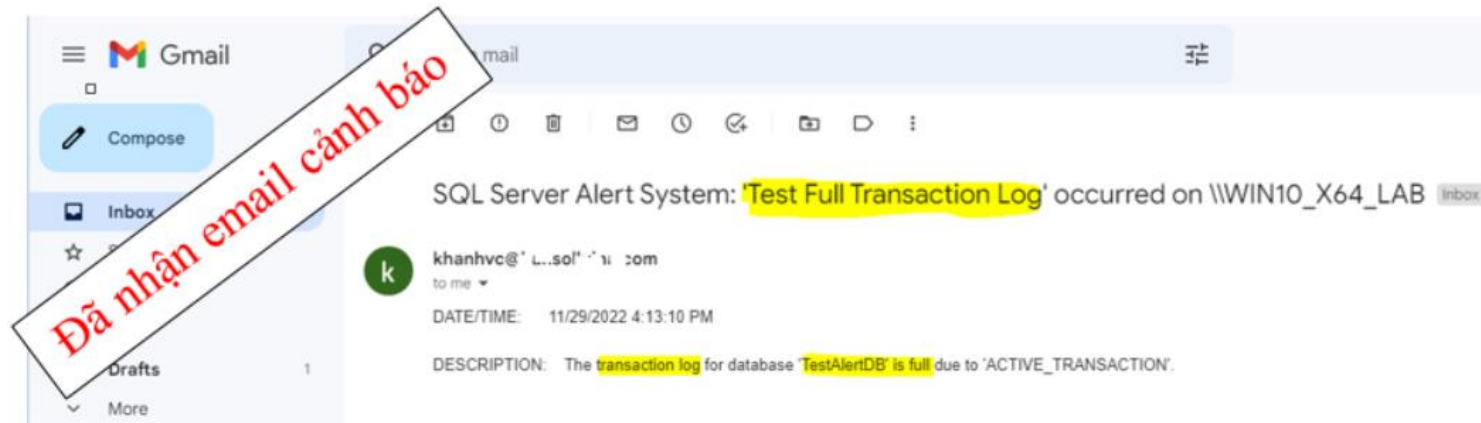 Gmail
mail
Compose
Đã nhận email cảnh báo
SQL Server Alert System: 'Test Full Transaction Log' occurred on \\WIN10_X64_LAB Inbox
Inbox
k
to me
DATE/TIME: 11/29/2022 4:13:10 PM
DESCRIPTION: The transaction log for database 'TestAlertDB' is full due to 'ACTIVE_TRANSACTION'.
Drafts 1
More